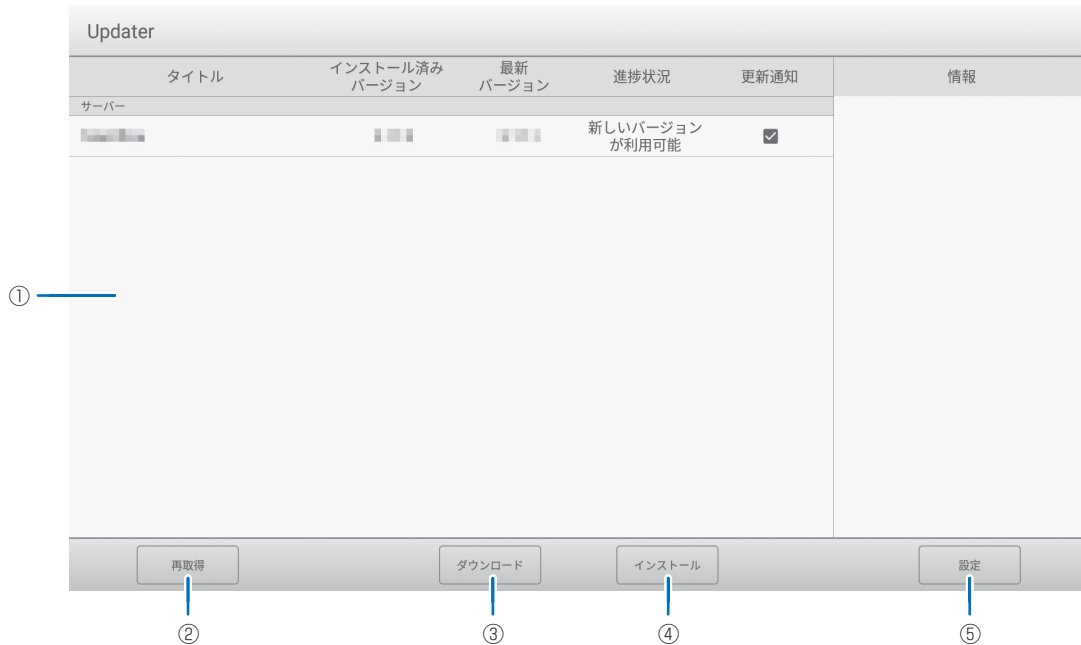 Updater
タイトル
インストール済み
バージョン
最新
バージョン
進捗状況
更新通知
情報
サーバー
新しいバージョン
が利用可能
①
再取得
ダウンロード
インストール
設定
②
③
④
⑤